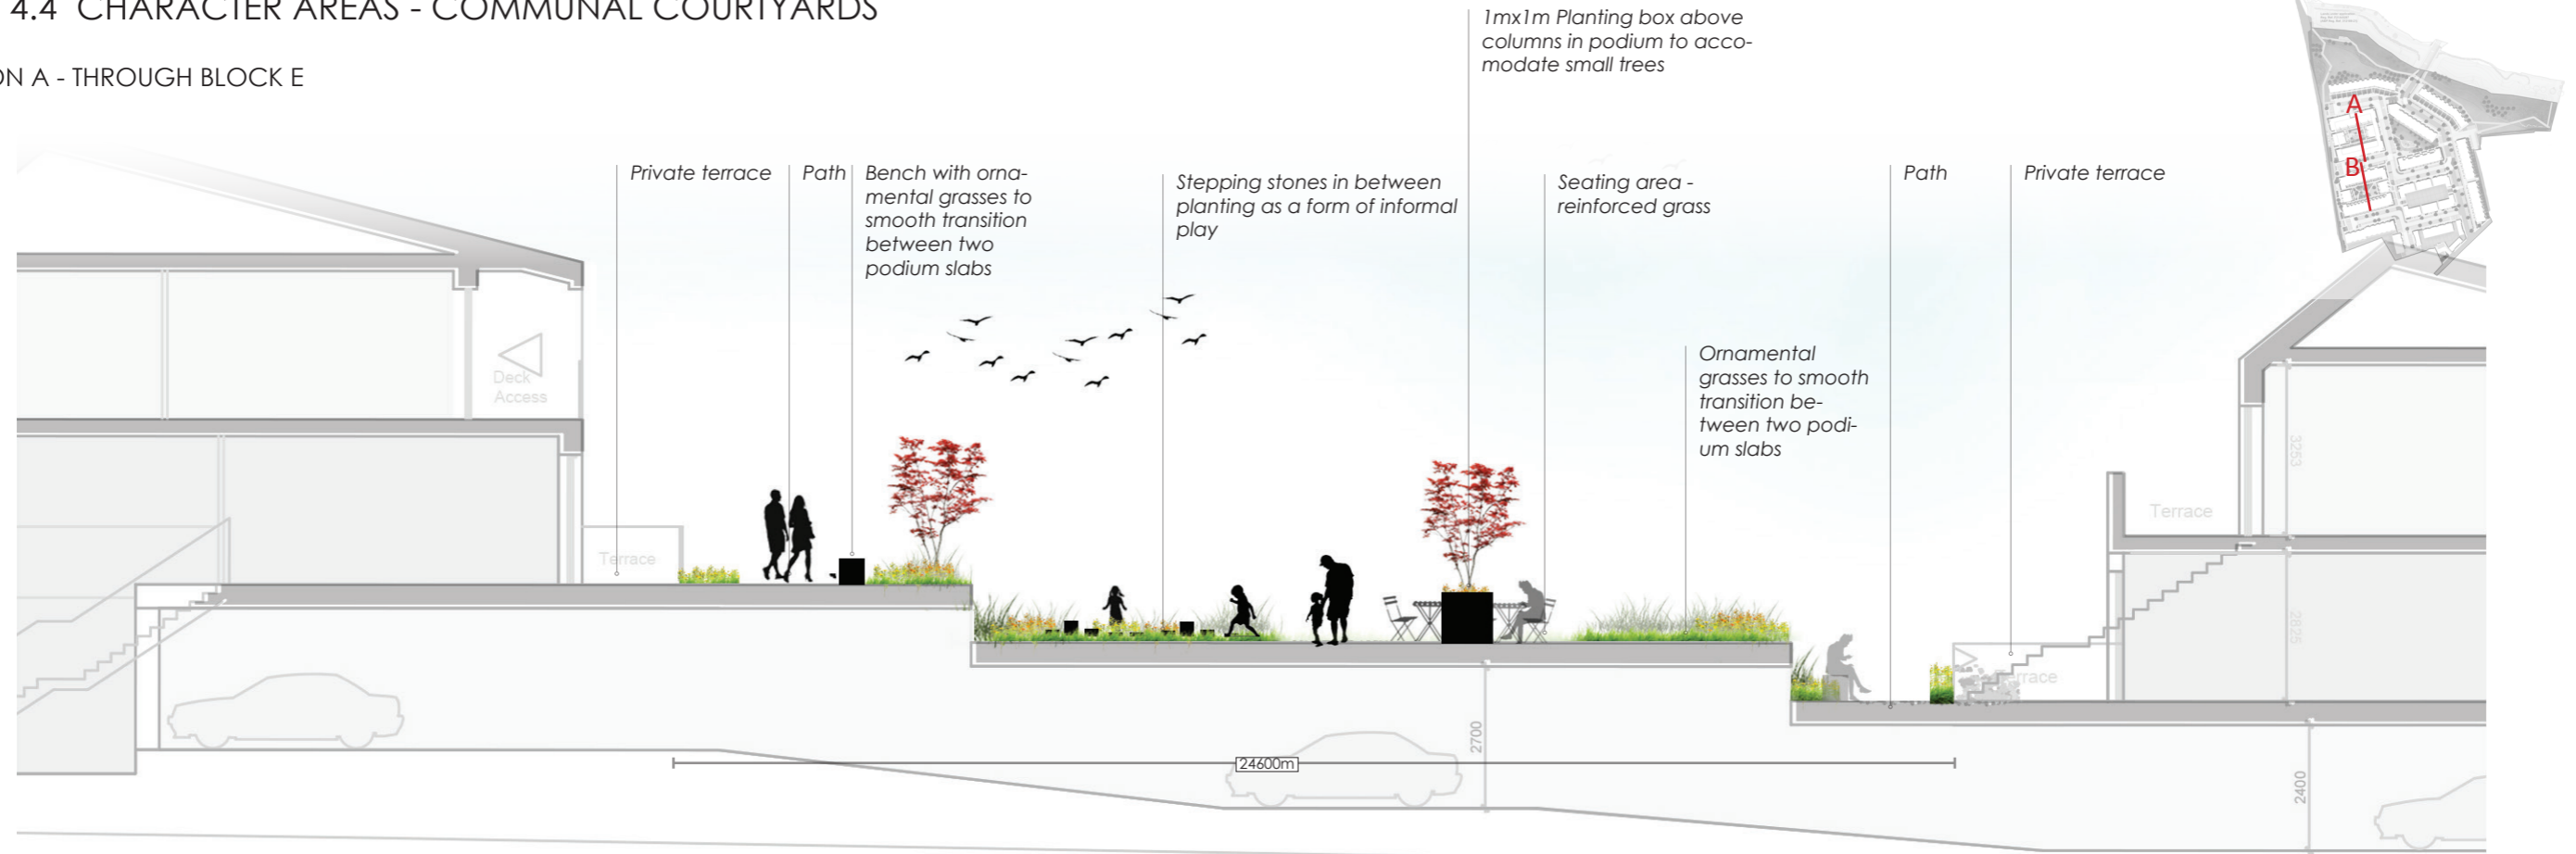 4.4 CHARACTER AREAS - COMMUNAL COURTYARDS
ON A - THROUGH BLOCK E
1mx1m Planting box above
columns in podium to acco-
modate small trees
Private terrace
Path
Bench with orna-
mental grasses to
smooth transition
between two
podium slabs
Stepping stones in between
planting as a form of informal
play
Seating area -
reinforced grass
Ornamental
grasses to smooth
transition be-
tween two podi-
um slabs
Path
Private terrace
A
B
Deck
Access
Terrace
Terrace
3253
2825
2700
24600m
2400